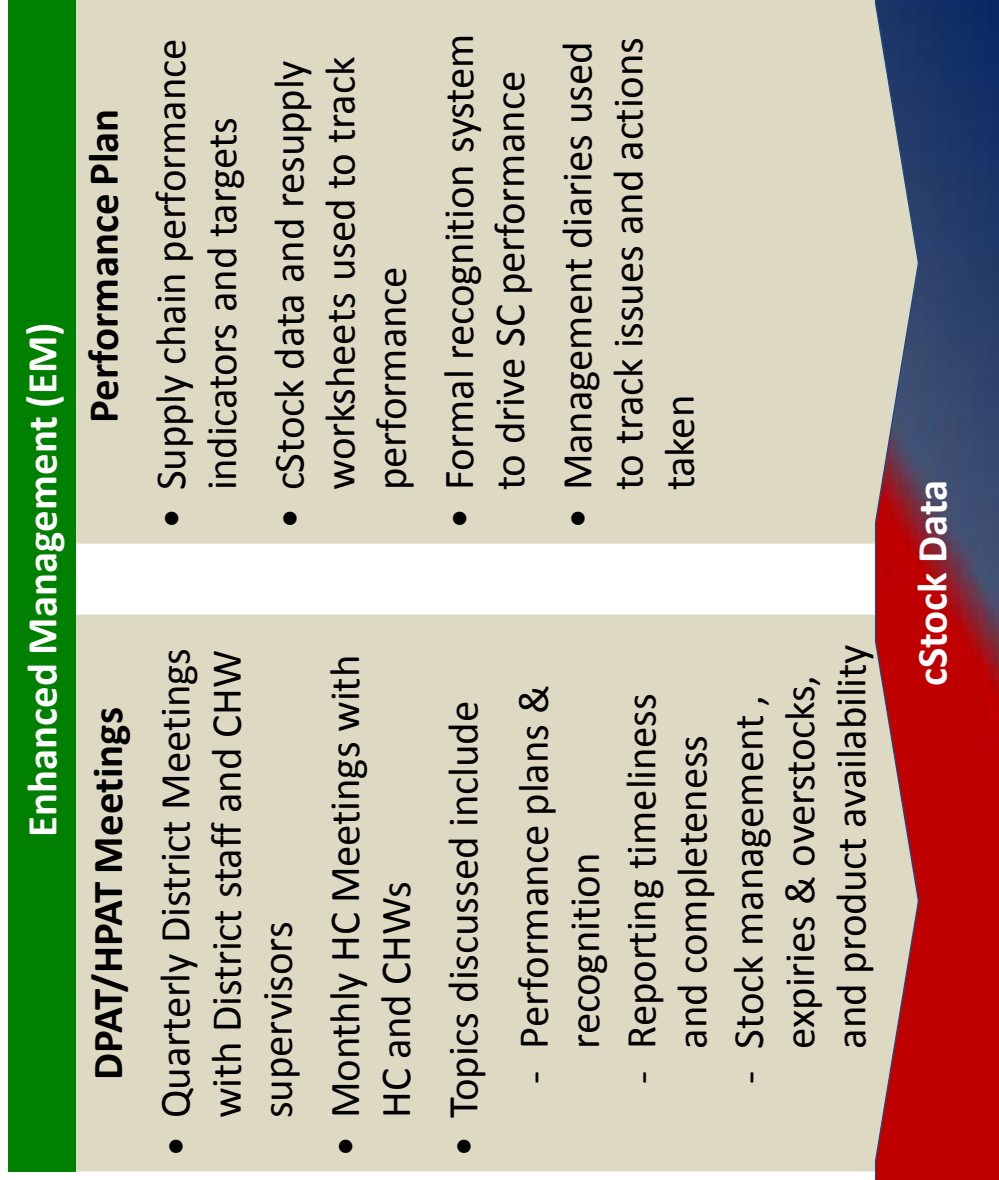 Enhanced Management (EM)
DPAT/HPAT Meetings
• Quarterly District Meetings
with District staff and CHW
supervisors
• Monthly HC Meetings with
HC and CHWs
• Topics discussed include
- Performance plans &
recognition
- Reporting timeliness
and completeness
- Stock management ,
expiries & overstocks,
and product availability
Performance Plan
• Supply chain performance
indicators and targets
• cStock data and resupply
worksheets used to track
performance
• Formal recognition system
to drive SC performance
• Management diaries used
to track issues and actions
taken
cStock Data